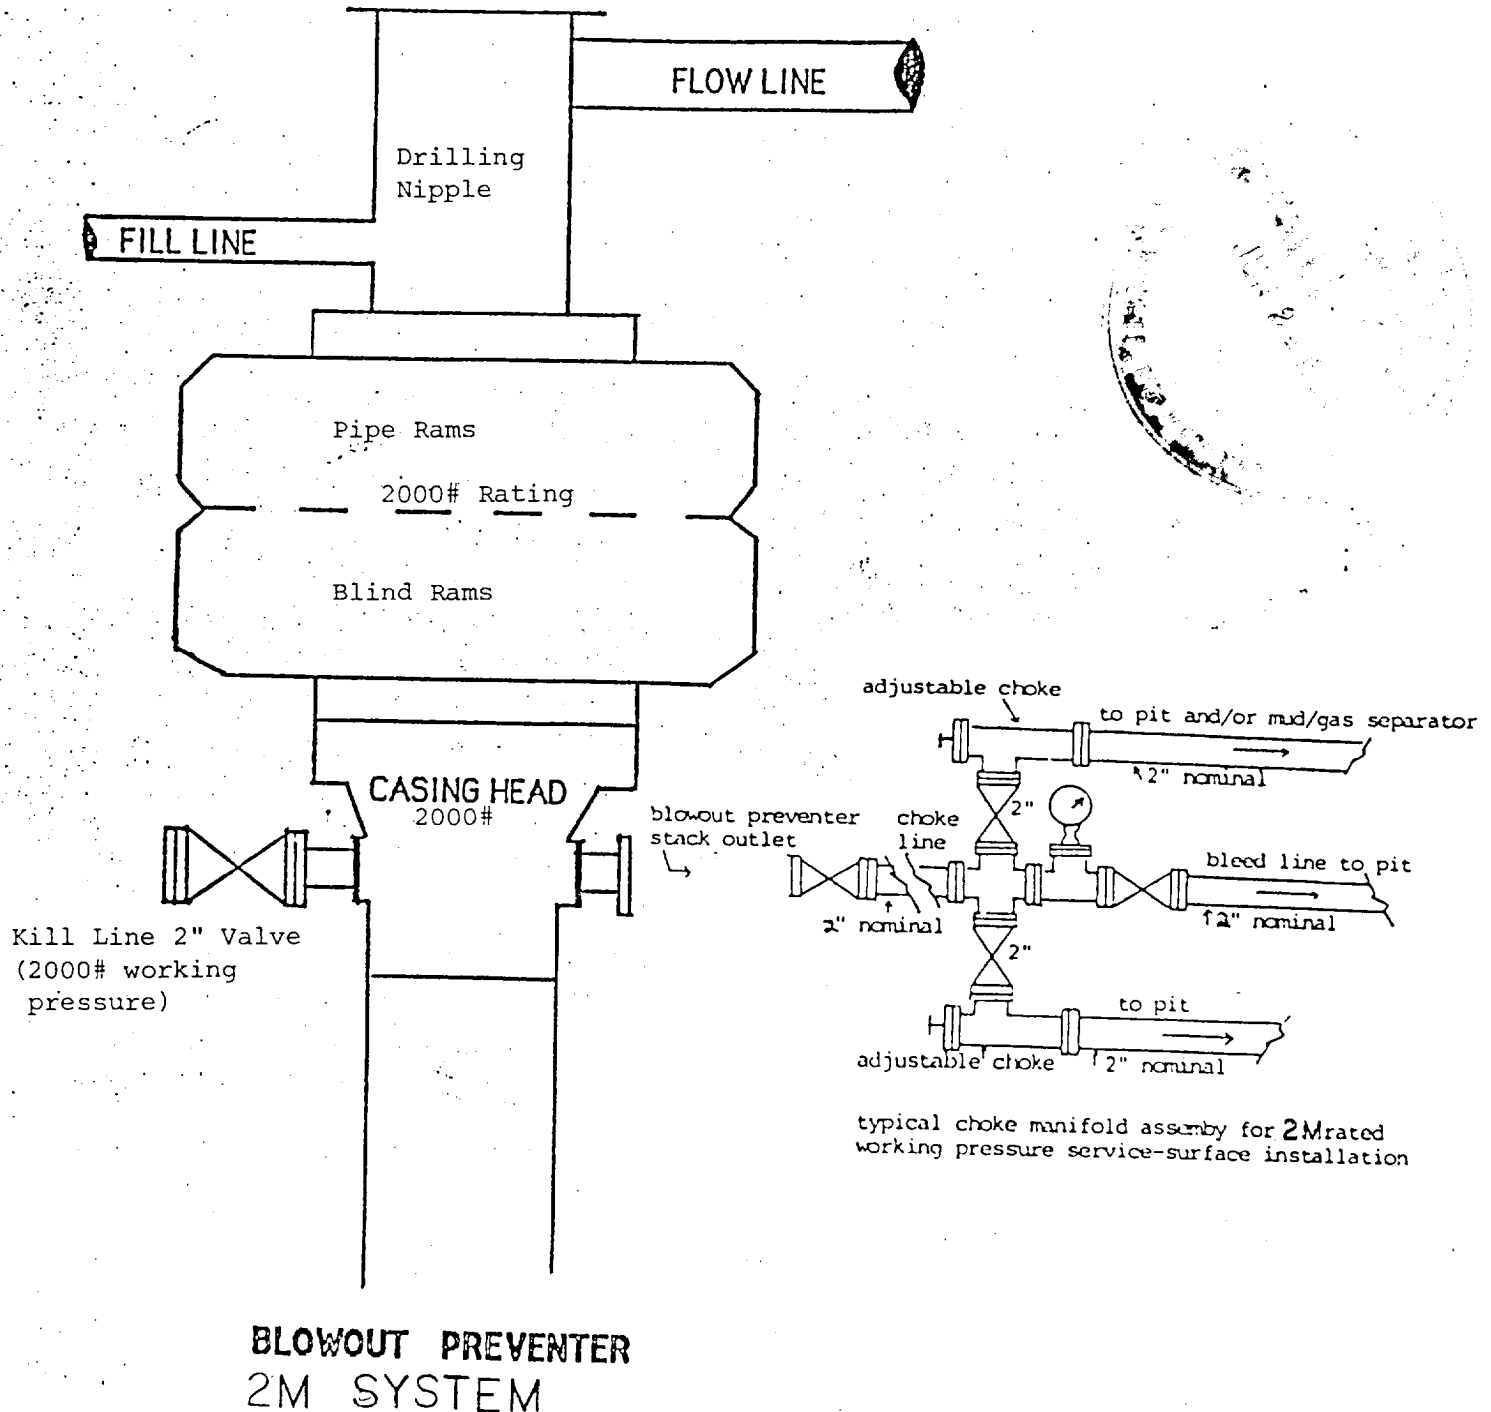 FLOW LINE
Drilling
Nipple
FILL LINE
Pipe Rams
2000# Rating
Blind Rams
CASING HEAD
2000#
Kill Line 2" Valve
(2000# working
pressure)
blowout preventer
stack outlet
adjustable choke
to pit and/or mud/gas separator
2" nominal
2"
choke
line
bleed line to pit
2" nominal
2" nominal
2"
to pit
adjustable choke
2" nominal
typical choke manifold assemby for 2M rated
working pressure service-surface installation
BLOWOUT PREVENTER
2M SYSTEM